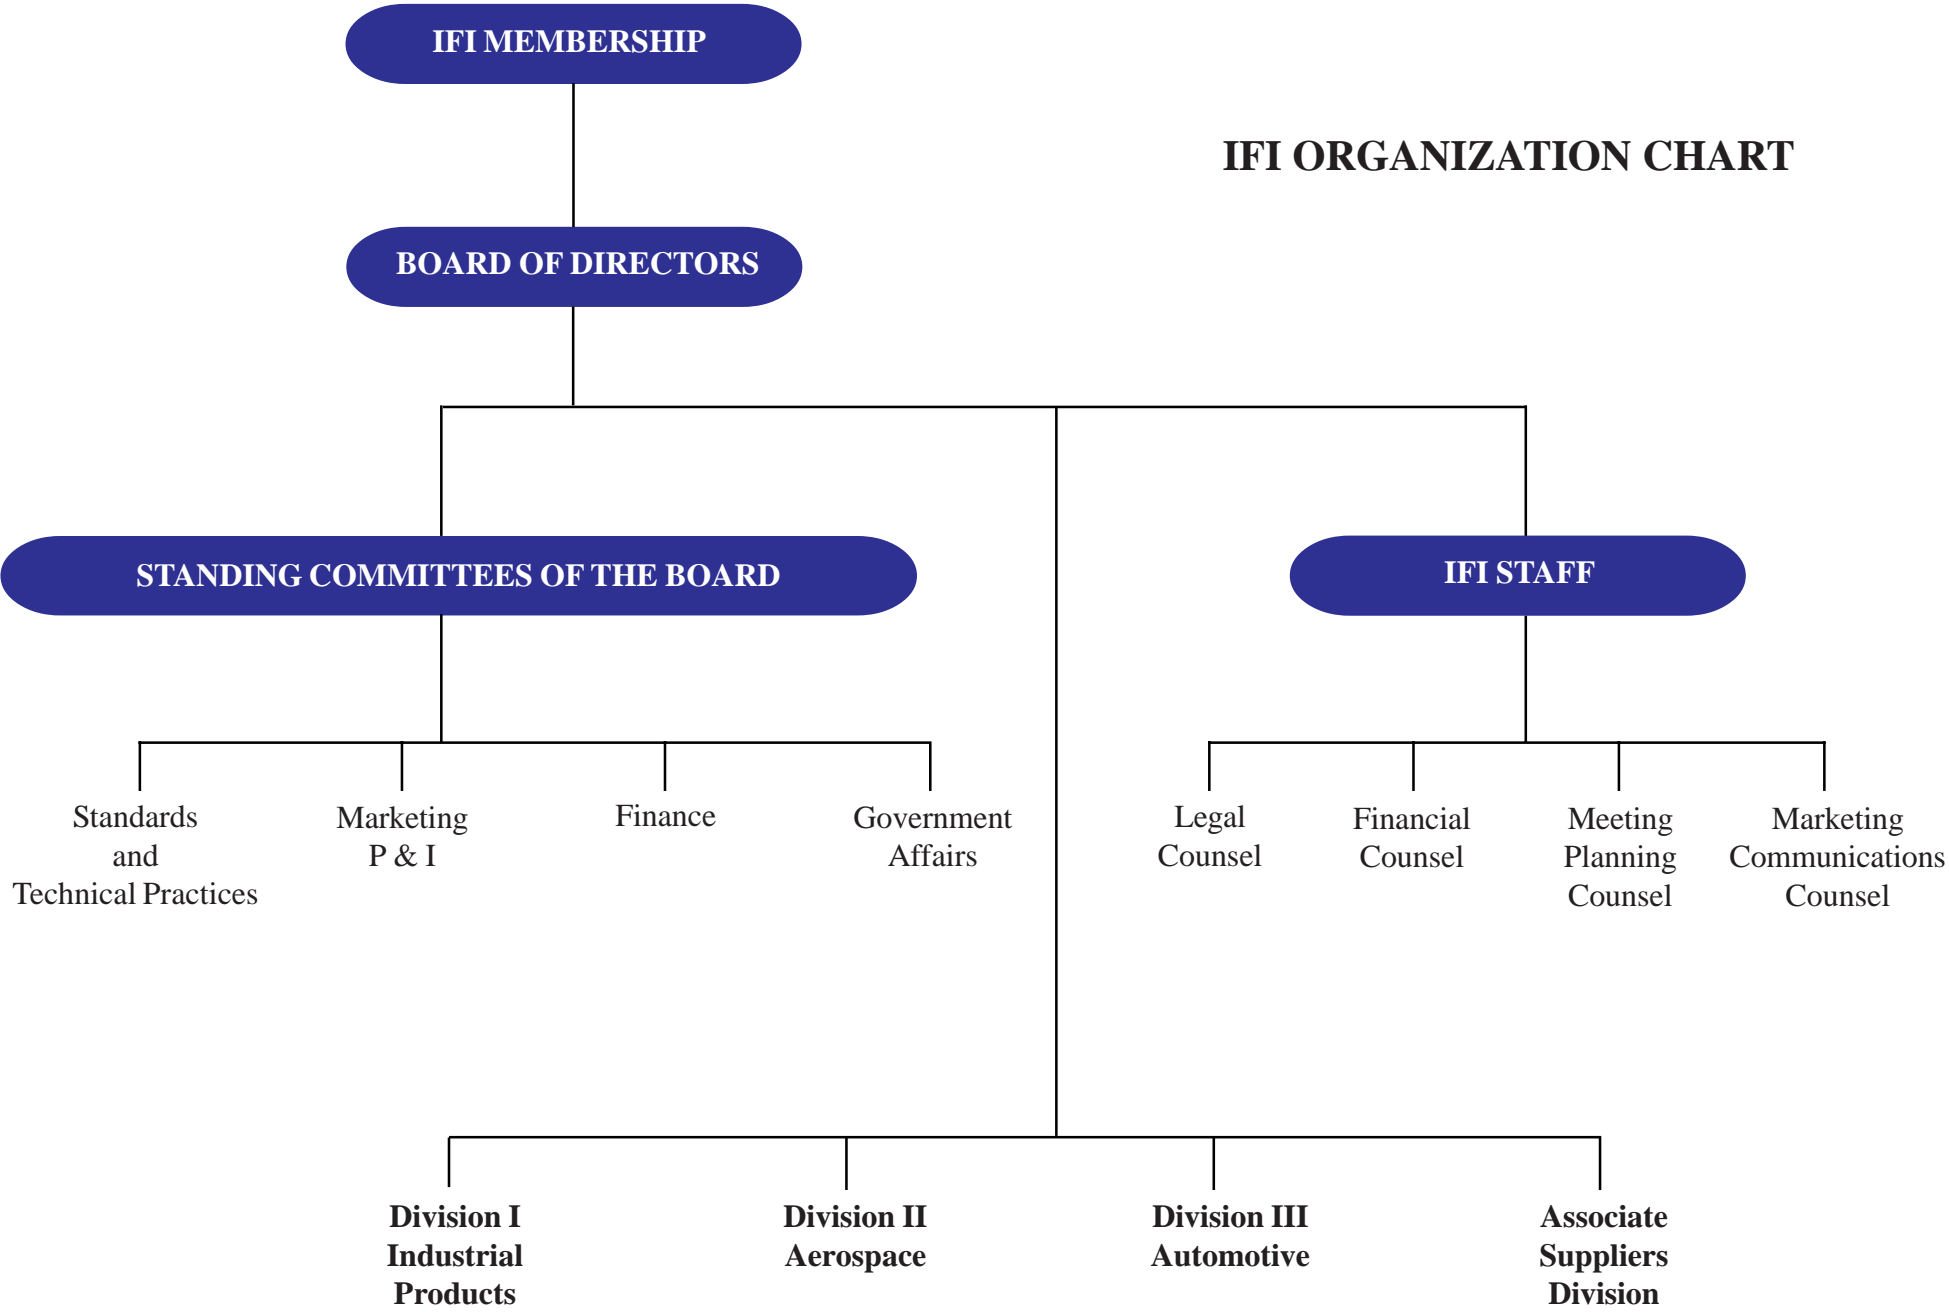 IFI MEMBERSHIP
IFI ORGANIZATION CHART
BOARD OF DIRECTORS
STANDING COMMITTEES OF THE BOARD
IFI STAFF
Standards
and
Technical Practices
Marketing
P & I
Finance
Government
Affairs
Legal
Counsel
Financial
Counsel
Meeting
Planning
Counsel
Marketing
Communications
Counsel
Division I
Industrial
Products
Division II
Aerospace
Division III
Automotive
Associate
Suppliers
Division